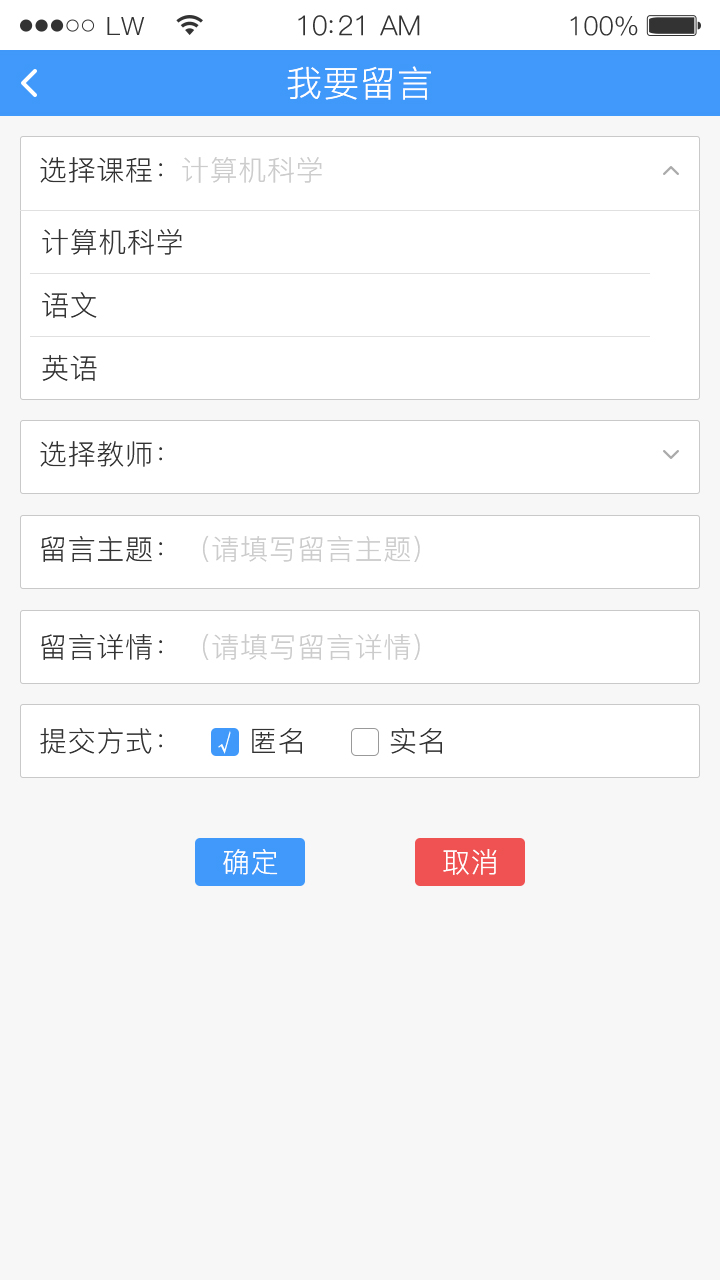 LW 10:21 AM 100%
我要留言
选择课程：计算机科学
计算机科学
语文
英语
选择教师：
留言主题：（请填写留言主题）
留言详情：（请填写留言详情）
提交方式： √ 匿名 实名
确定 取消